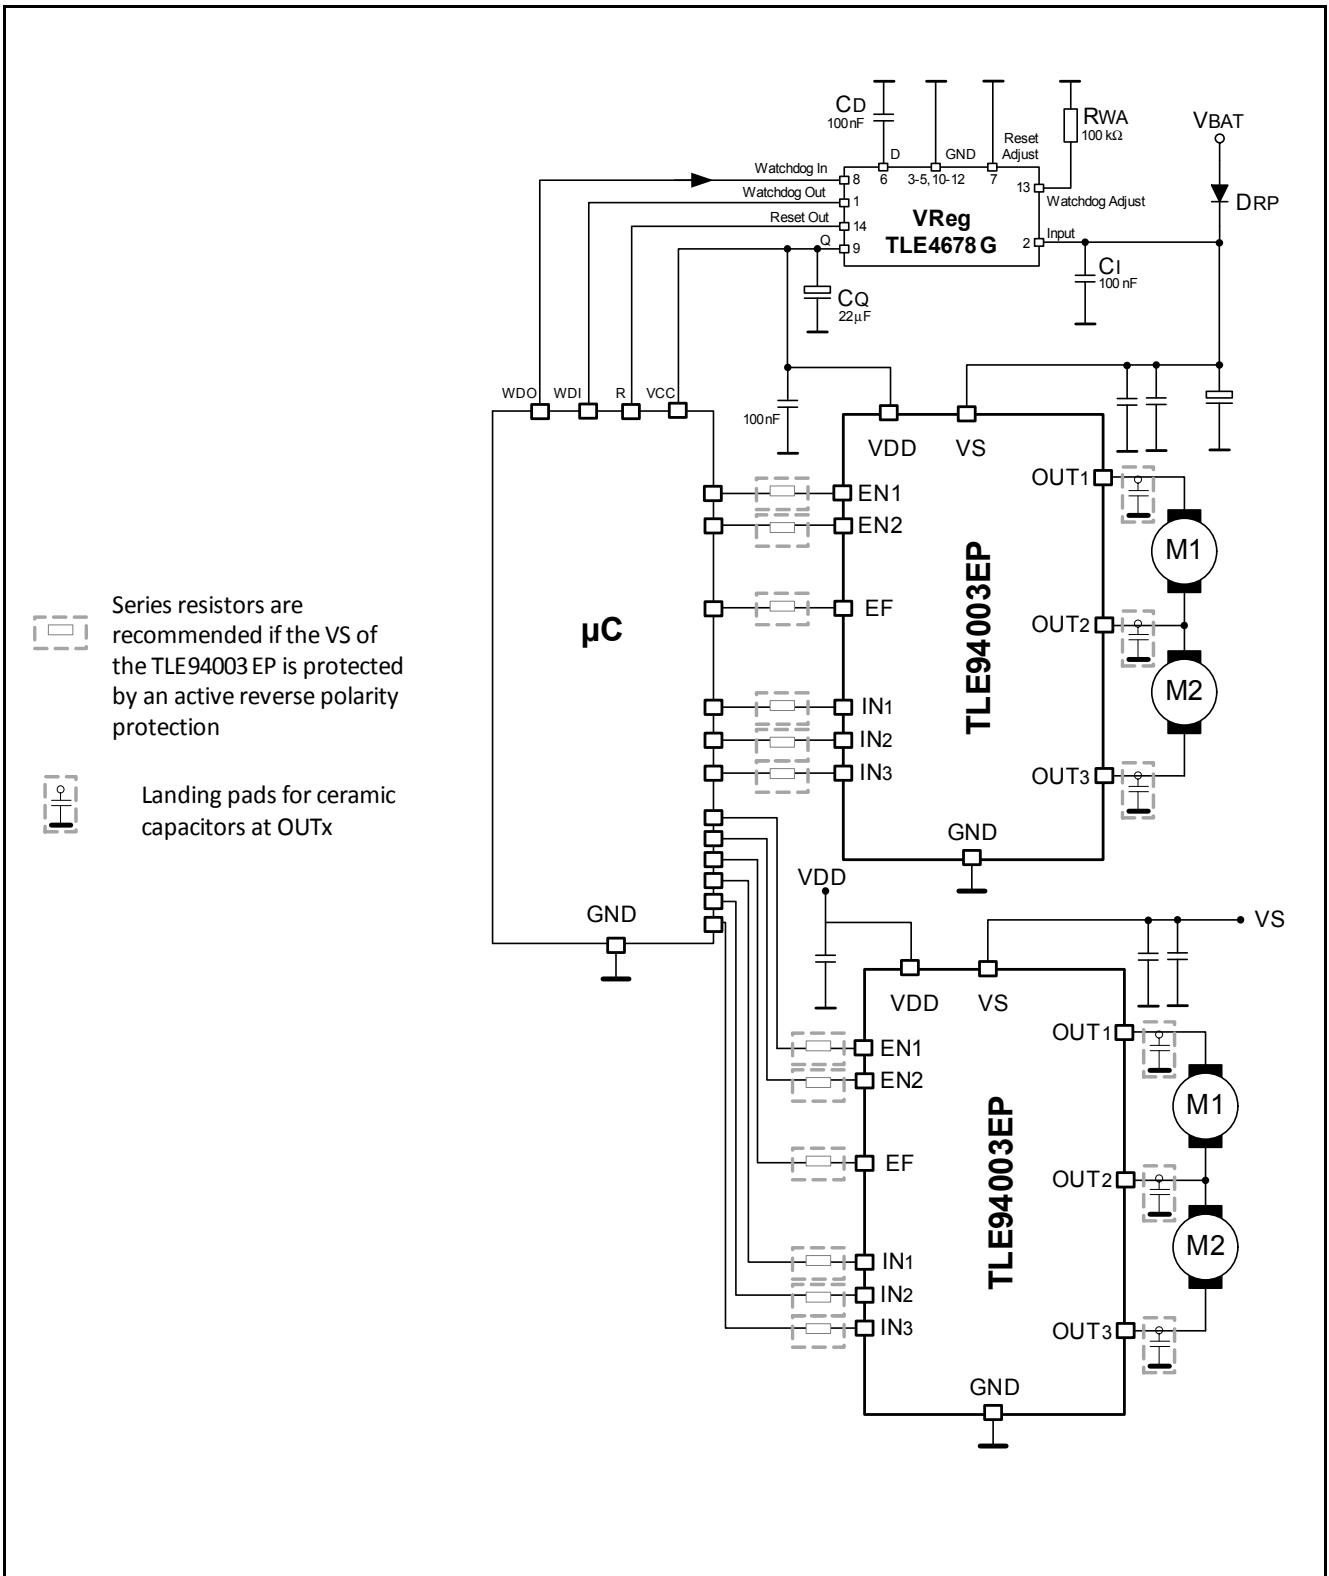 CD
100nF
RWA
100 kΩ
VBAT
D
GND
Reset
Adjust
Watchdog In
8
6
3-5, 10-12
7
13
DRP
Watchdog Out
1
Watchdog Adjust
VReg
Reset Out
14
TLE4678 G
Q
9
2
Input
CI
100 nF
CQ
22µF
WDO
WDI
R
VCC
100nF
VDD
VS
OUT1
EN1
EN2
M1
TLE94003EP
Series resistors are
recommended if the VS of
the TLE94003 EP is protected
by an active reverse polarity
protection
EF
µC
OUT2
M2
IN1
IN2
IN3
OUT3
Landing pads for ceramic
capacitors at OUTx
GND
VDD
GND
VS
VDD
VS
OUT1
EN1
EN2
M1
TLE94003EP
EF
OUT2
M2
IN1
IN2
IN3
OUT3
GND